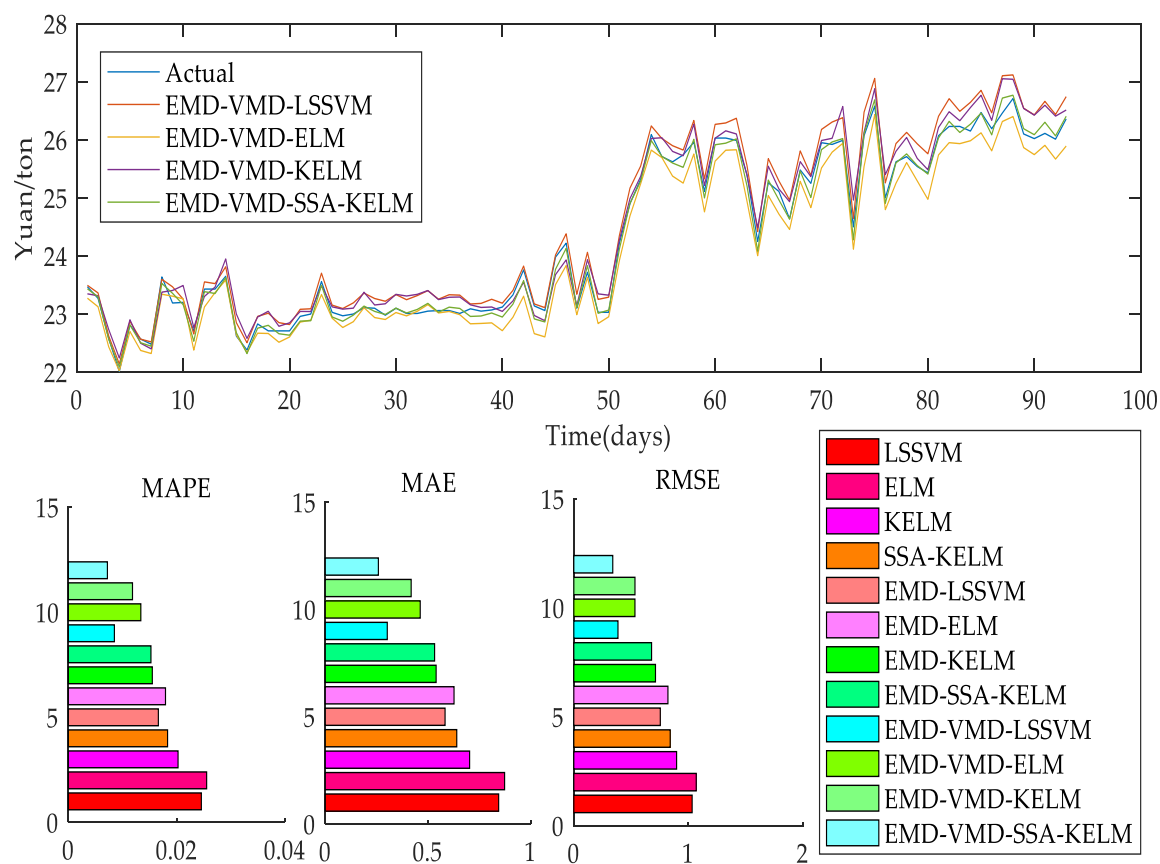 28
27
26
25
24
23
22
Yuan/ton
Actual
EMD-VMD-LSSVM
EMD-VMD-ELM
EMD-VMD-KELM
EMD-VMD-SSA-KELM
0 10 20 30 40 50 60 70 80 90 100
Time(days)
MAPE
15
10
5
0
0 0.02 0.04
MAE
15
10
5
0
0 0.5 1
RMSE
15
10
5
0
0 1 2
LSSVM
ELM
KELM
SSA-KELM
EMD-LSSVM
EMD-ELM
EMD-KELM
EMD-SSA-KELM
EMD-VMD-LSSVM
EMD-VMD-ELM
EMD-VMD-KELM
EMD-VMD-SSA-KELM